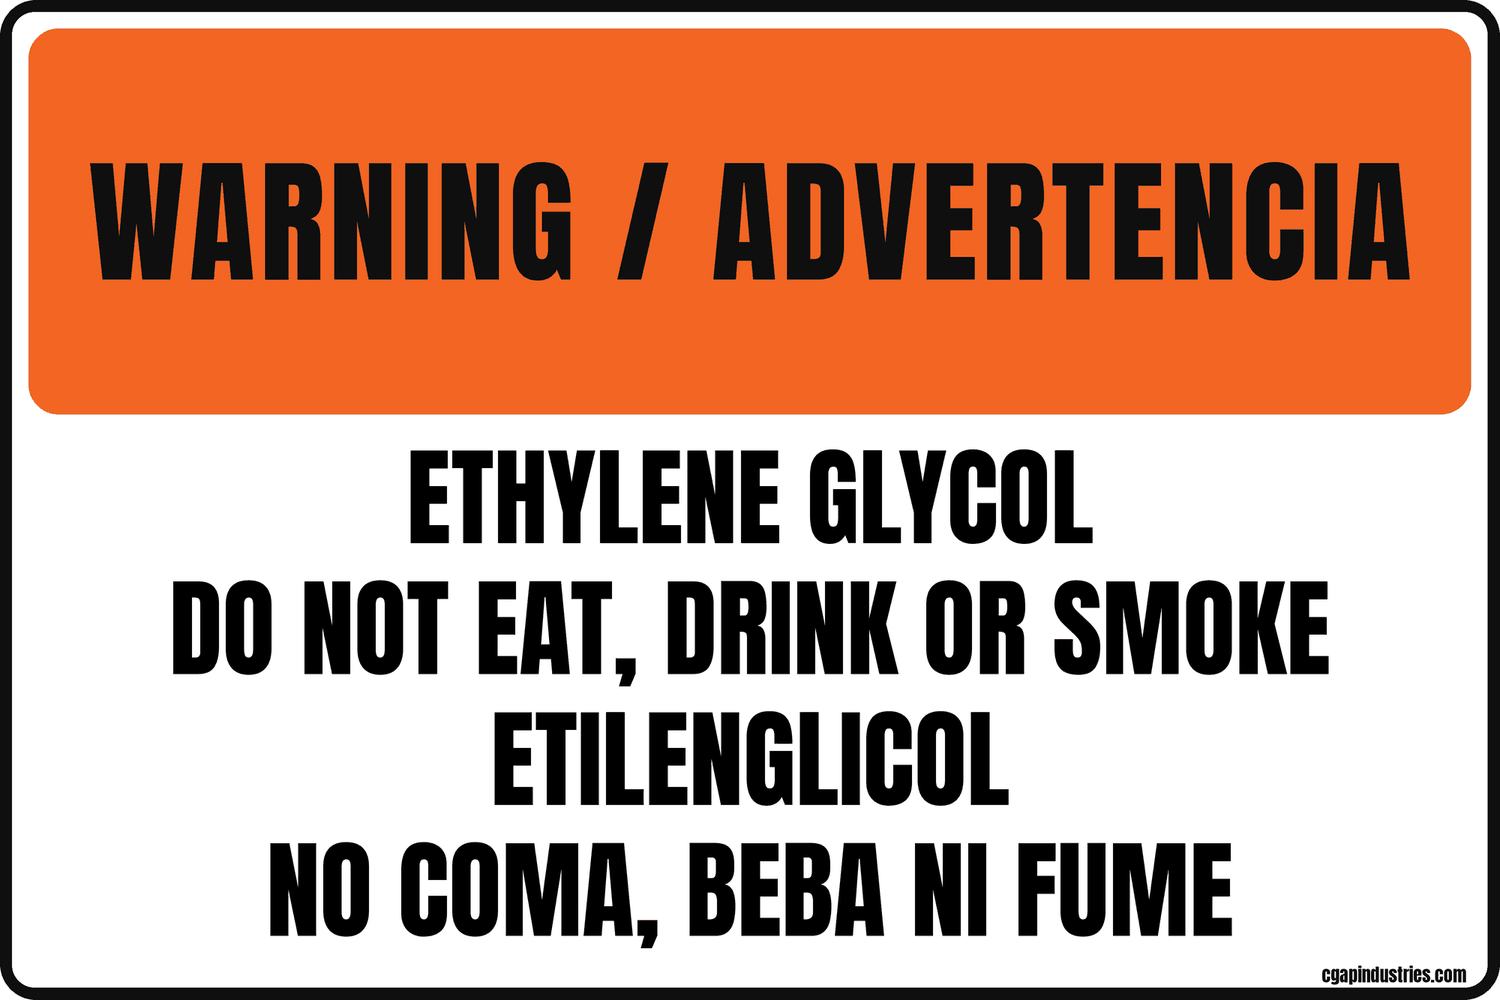 WARNING / ADVERTENCIA
ETHYLENE GLYCOL
DO NOT EAT, DRINK OR SMOKE
ETILENGLICOL
NO COMA, BEBA NI FUME
cgapindustries.com